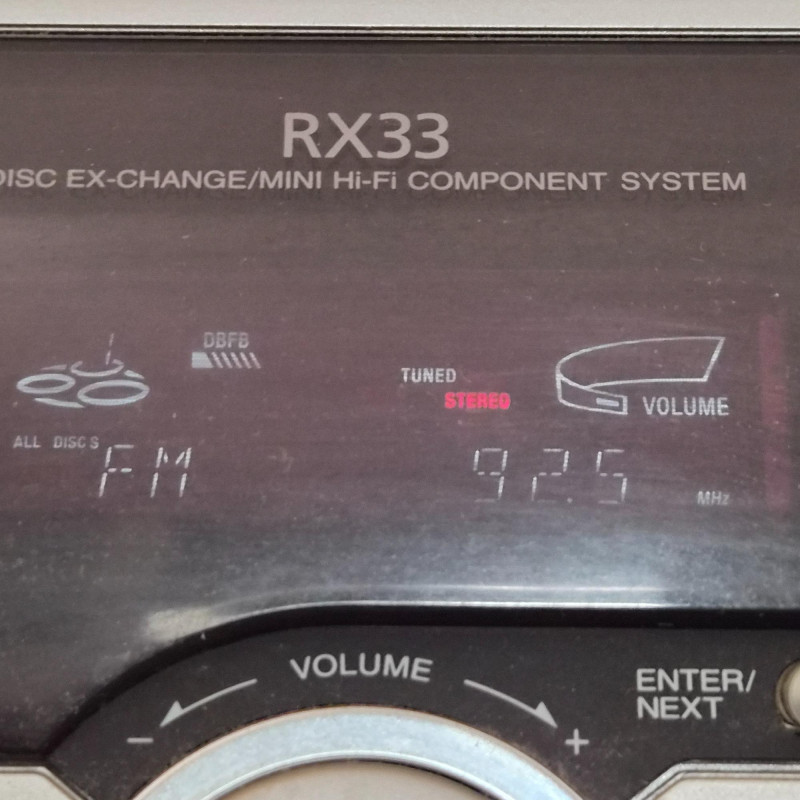 RX33
DISC EX-CHANGE/MINI Hi-Fi COMPONENT SYSTEM
DBFB
TUNED
STEREO
VOLUME
ALL DISCS
FM 92.5 MHz
VOLUME
ENTER/
NEXT
- +